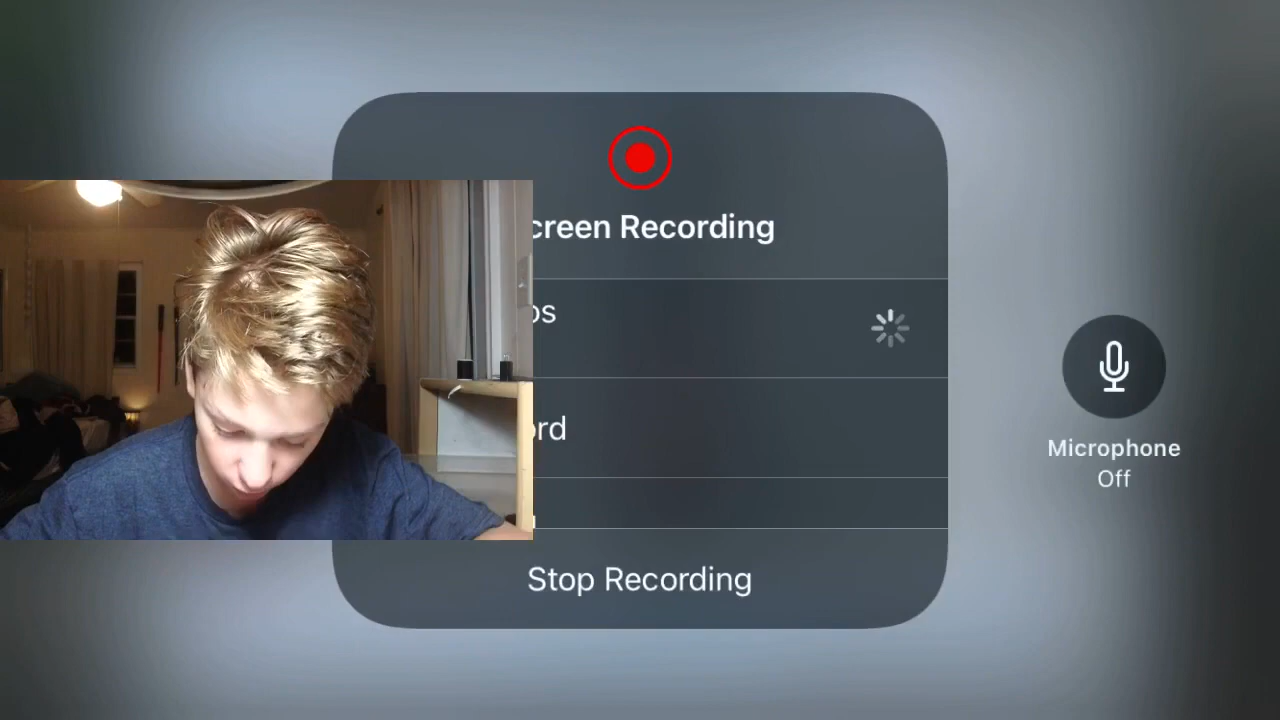 creen Recording
os
ord
Microphone
Off
Stop Recording